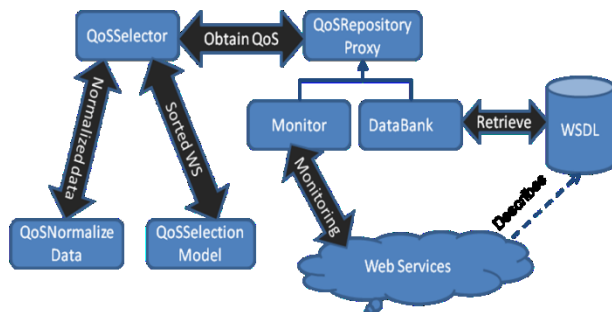 QoSSelector
Obtain QoS
QoSRepository
Proxy
Normalized data
Sorted WS
Monitor
DataBank
Retrieve
WSDL
Monitoring
Describes
QoSNormalize
Data
QoSSelection
Model
Web Services